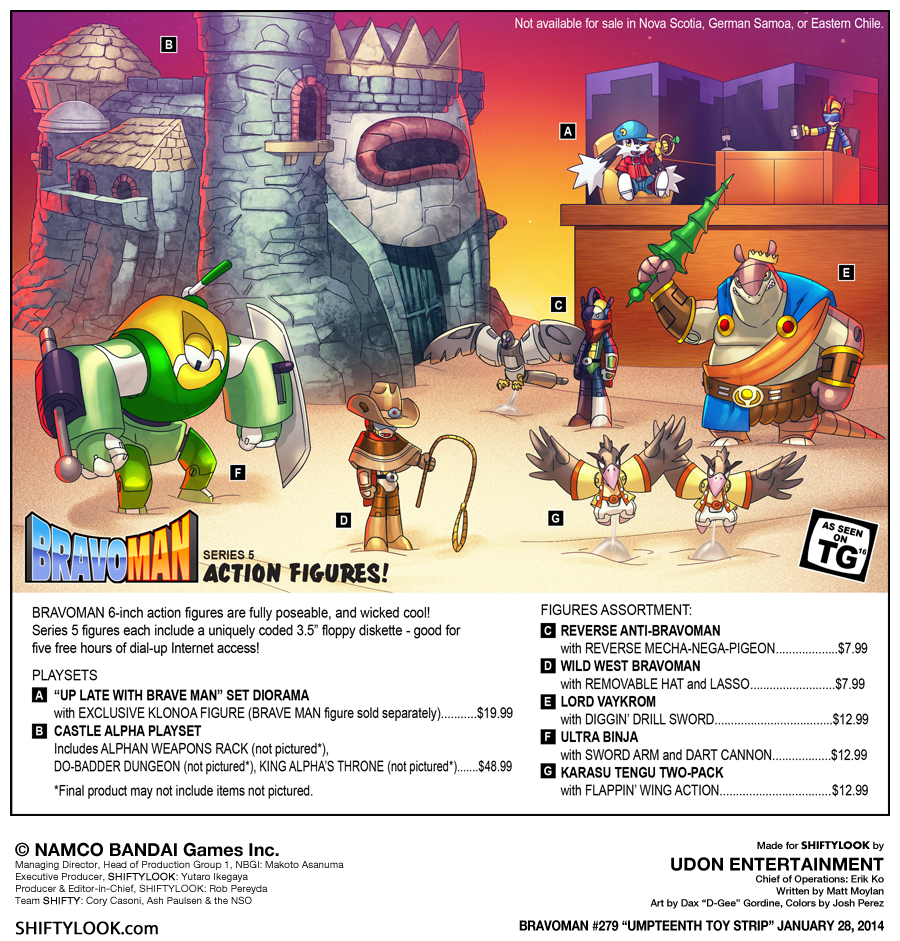 Not available for sale in Nova Scotia, German Samoa, or Eastern Chile.
B
A
C
E
F
D
G
BRAVOMAN
SERIES 5
ACTION FIGURES!
AS SEEN
ON
TG16
BRAVOMAN 6-inch action figures are fully poseable, and wicked cool!
Series 5 figures each include a uniquely coded 3.5" floppy diskette - good for
five free hours of dial-up Internet access!
PLAYSETS
A "UP LATE WITH BRAVE MAN" SET DIORAMA
with EXCLUSIVE KLONOA FIGURE (BRAVE MAN figure sold separately)..........$19.99
B CASTLE ALPHA PLAYSET
Includes ALPHAN WEAPONS RACK (not pictured*),
DO-BADDER DUNGEON (not pictured*), KING ALPHA'S THRONE (not pictured*)......$48.99
*Final product may not include items not pictured.
FIGURES ASSORTMENT:
C REVERSE ANTI-BRAVOMAN
with REVERSE MECHA-NEGA-PIGEON...................$7.99
D WILD WEST BRAVOMAN
with REMOVABLE HAT and LASSO..................................$7.99
E LORD VAYKROM
with DIGGIN' DRILL SWORD....................................$12.99
F ULTRA BINJA
with SWORD ARM and DART CANNON..................$12.99
G KARASU TENGU TWO-PACK
with FLAPPIN' WING ACTION..................................$12.99
© NAMCO BANDAI Games Inc.
Managing Director, Head of Production Group 1, NBGI: Makoto Asanuma
Executive Producer, SHIFTYLOOK: Yutaro Ikegaya
Producer & Editor-in-Chief, SHIFTYLOOK: Rob Pereyda
Team SHIFTY: Cory Casoni, Ash Paulsen & the NSO
SHIFTYLOOK.com
Made for SHIFTYLOOK by
UDON ENTERTAINMENT
Chief of Operations: Erik Ko
Written by Matt Moylan
Art by Dax "D-Gee" Gordine, Colors by Josh Perez
BRAVOMAN #279 "UMPTEENTH TOY STRIP" JANUARY 28, 2014